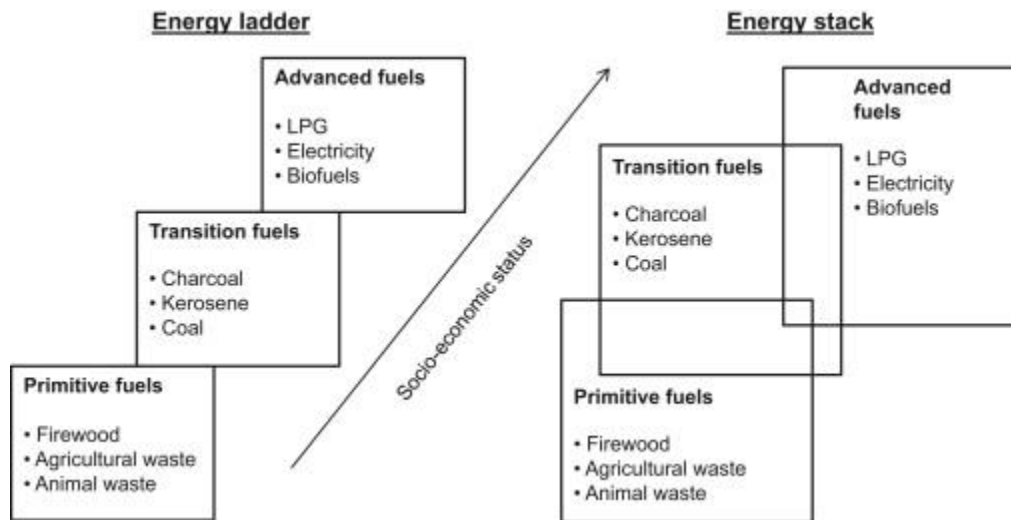 Energy ladder
Advanced fuels
• LPG
• Electricity
• Biofuels
Transition fuels
• Charcoal
• Kerosene
• Coal
Primitive fuels
• Firewood
• Agricultural waste
• Animal waste
Socio-economic status
Energy stack
Advanced
fuels
• LPG
• Electricity
• Biofuels
Transition fuels
• Charcoal
• Kerosene
• Coal
Primitive fuels
• Firewood
• Agricultural waste
• Animal waste